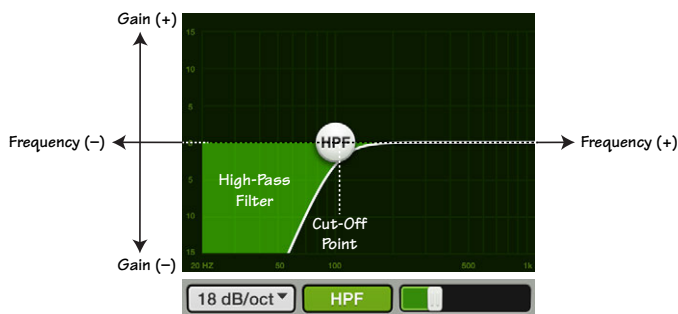 Gain (+)
15
10
5
Frequency (–)
0
HPF
Frequency (+)
High-Pass
Filter
5
10
Cut-Off
Point
15
Gain (–)
20 HZ
50
100
500
1k
18 dB/oct
HPF